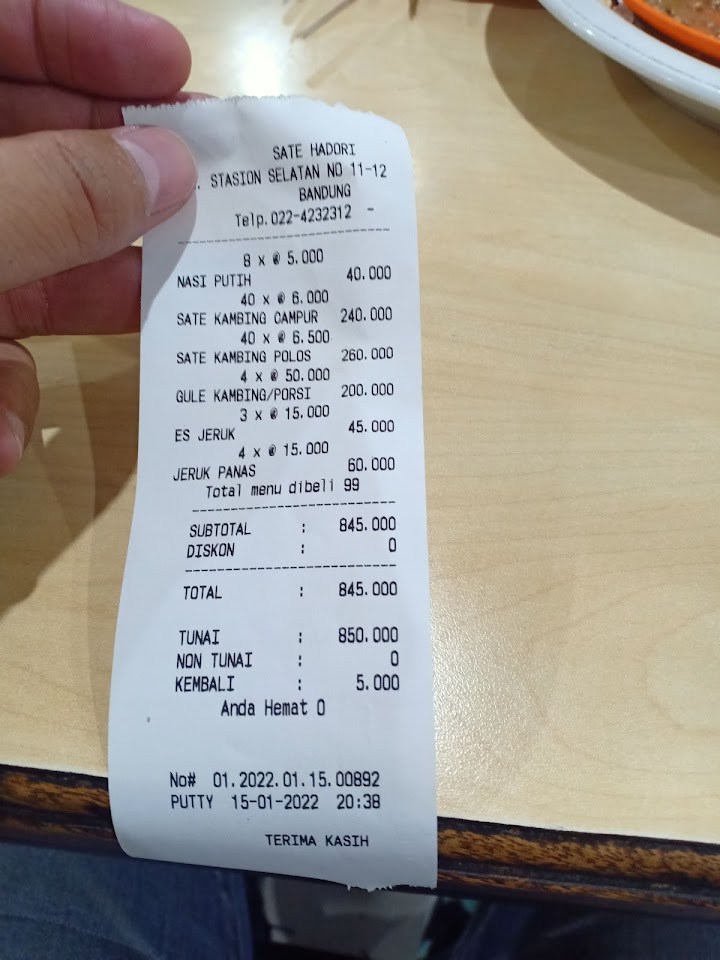 SATE HADORI
. STASION SELATAN NO 11-12
BANDUNG
Telp.022-4232312 -
8 x @ 5.000
NASI PUTIH 40.000
40 x @ 6.000
SATE KAMBING CAMPUR 240.000
40 x @ 6.500
SATE KAMBING POLOS 260.000
4 x @ 50.000
GULE KAMBING/PORSI 200.000
3 x @ 15.000
ES JERUK 45.000
4 x @ 15.000
JERUK PANAS 60.000
Total menu dibeli 99
SUBTOTAL : 845.000
DISKON : 0
TOTAL : 845.000
TUNAI : 850.000
NON TUNAI : 0
KEMBALI : 5.000
Anda Hemat 0
No# 01.2022.01.15.00892
PUTTY 15-01-2022 20:38
TERIMA KASIH